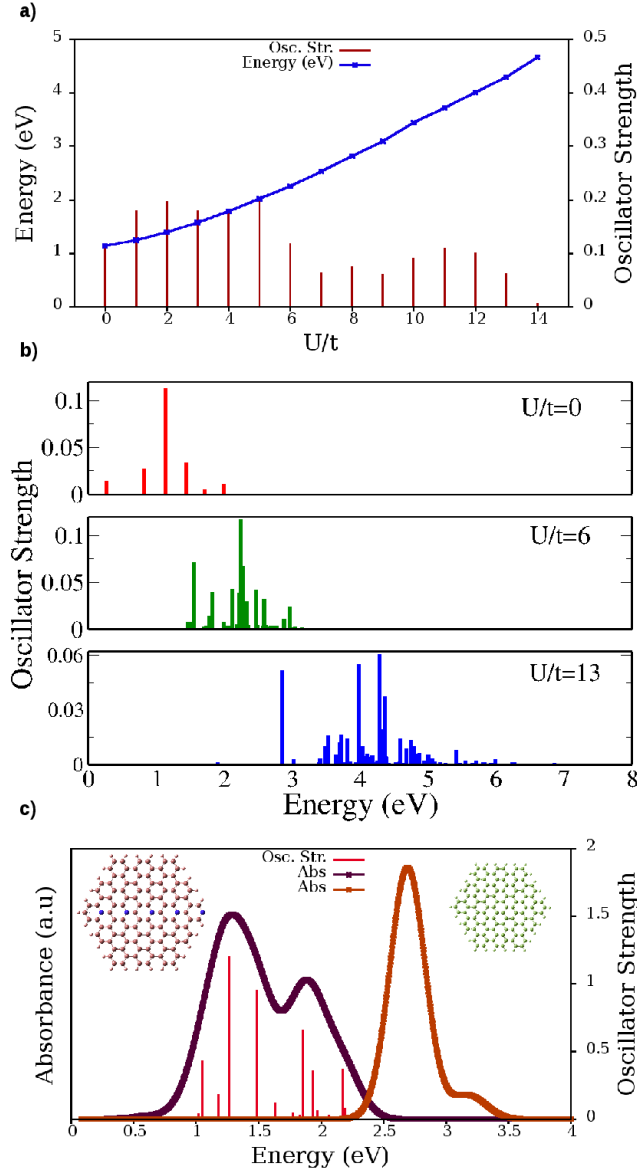 a)
Osc. Str.
Energy (eV)
5
4
3
2
1
0
Energy (eV)
0.5
0.4
0.3
0.2
0.1
0
Oscillator Strength
0 2 4 6 8 10 12 14
U/t
b)
0.1
0.05
0
U/t=0
0.1
0.05
0
U/t=6
0.06
0.03
0
U/t=13
Oscillator Strength
0 1 2 3 4 5 6 7 8
Energy (eV)
c)
Osc. Str.
Abs
Abs
Absorbance (a.u)
2
1.5
1
0.5
0
Oscillator Strength
0 0.5 1 1.5 2 2.5 3 3.5 4
Energy (eV)